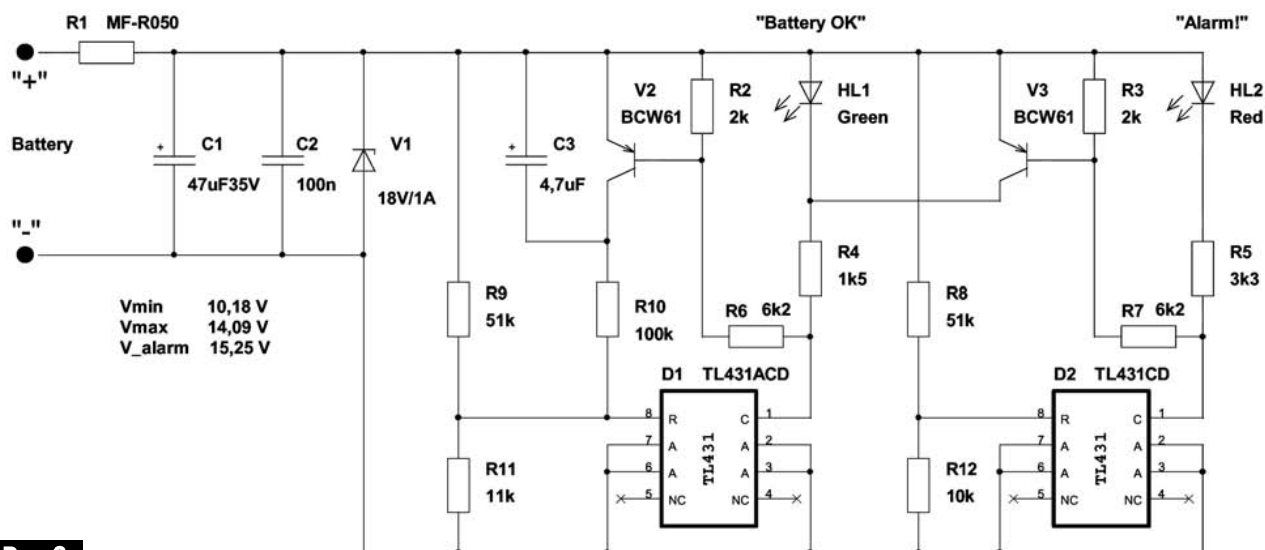 R1 MF-R050
"Battery OK"
"Alarm!"
"+"
V2
BCW61
R2
2k
HL1
Green
V3
BCW61
R3
2k
HL2
Red
Battery
+
C1
47uF35V
C2
100n
V1
18V/1A
+
C3
4,7uF
"-"
R4
1k5
R5
3k3
Vmin 10,18 V
Vmax 14,09 V
V_alarm 15,25 V
R9
51k
R10
100k
R6 6k2
R8
51k
R7 6k2
D1 TL431ACD
D2 TL431CD
8 R C 1
7 A A 2
6 A A 3
5 NC NC 4
TL431
8 R C 1
7 A A 2
6 A A 3
5 NC NC 4
TL431
R11
11k
R12
10k